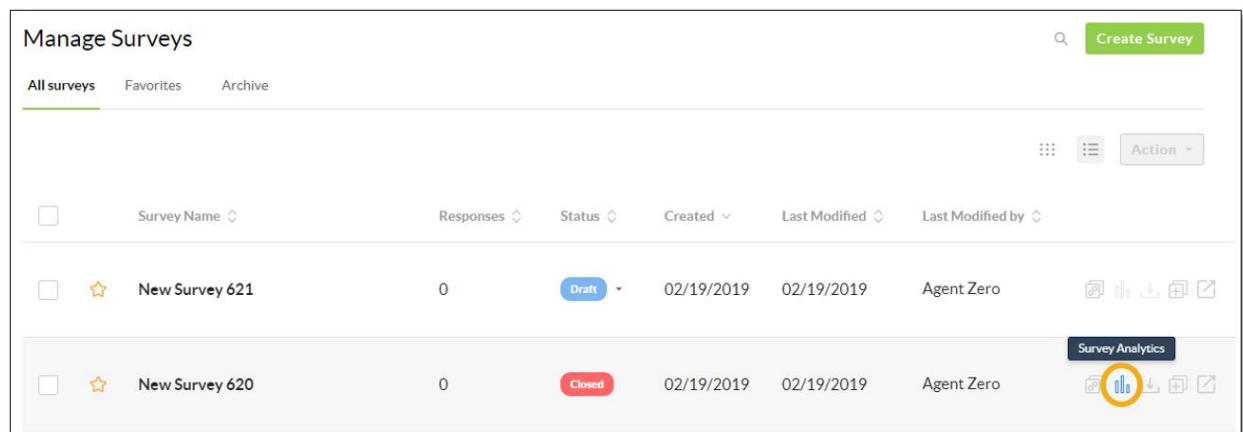 Manage Surveys
Create Survey
All surveys Favorites Archive
Action
Survey Name Responses Status Created Last Modified Last Modified by
New Survey 621 0 Draft 02/19/2019 02/19/2019 Agent Zero
Survey Analytics
New Survey 620 0 Closed 02/19/2019 02/19/2019 Agent Zero